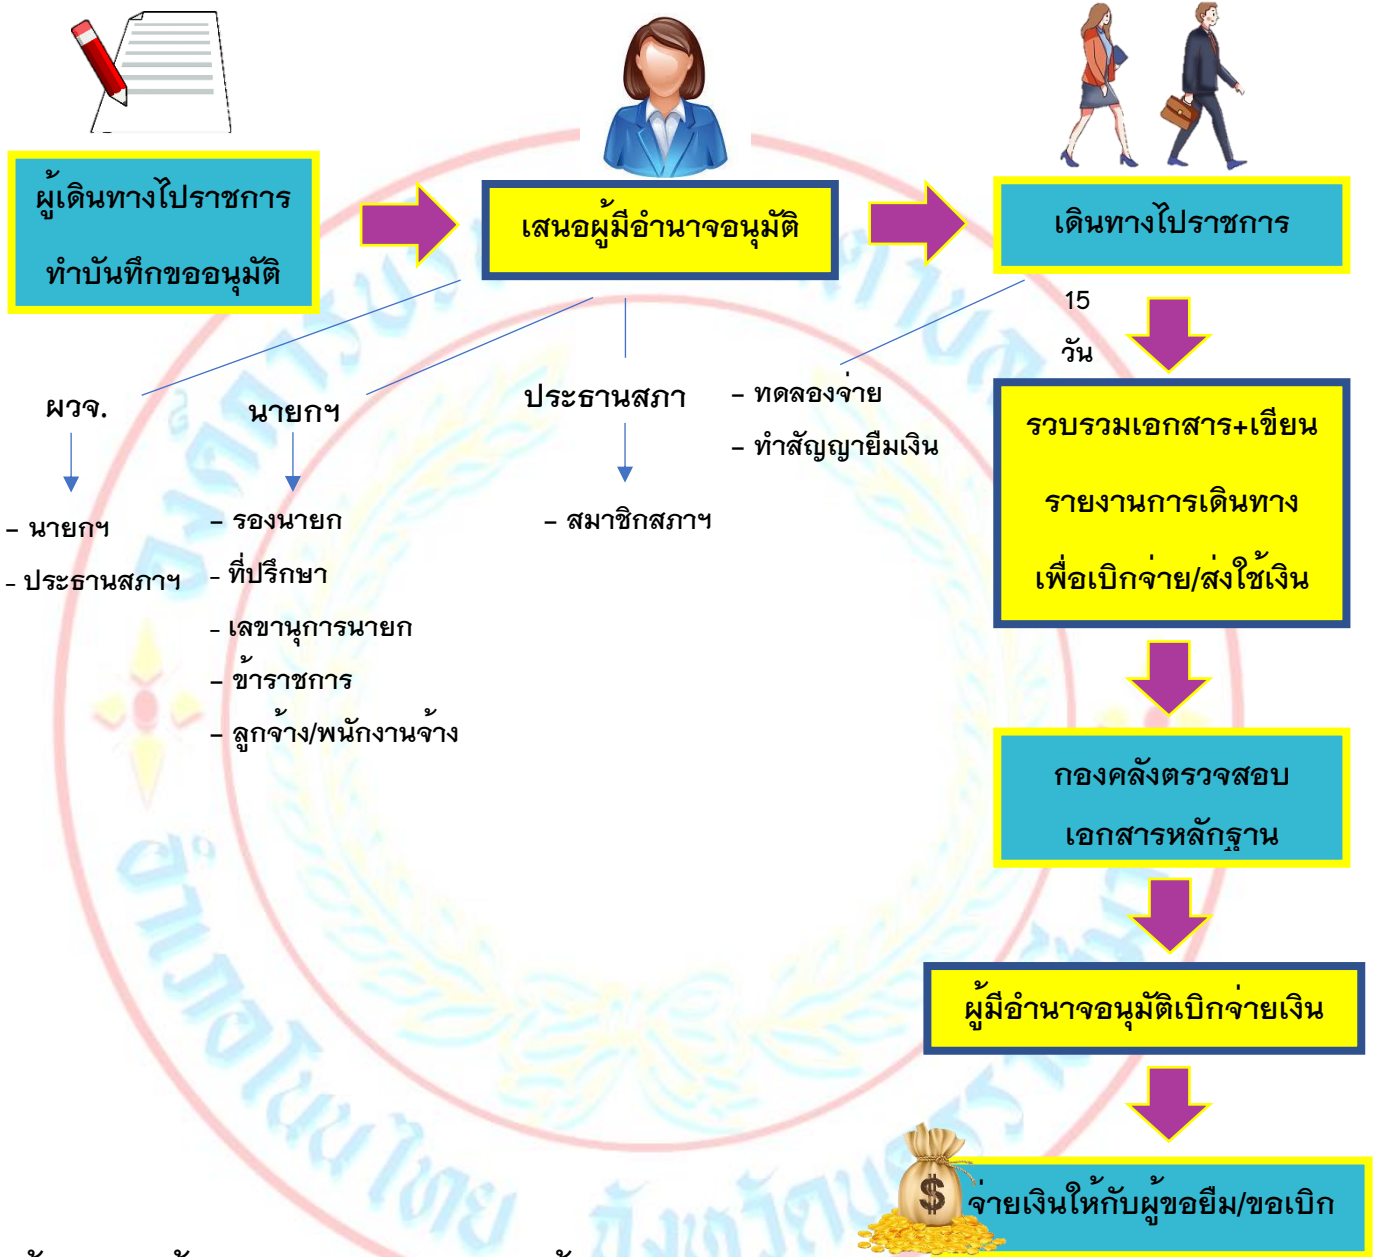 ผู้เดินทางไปราชการ
ทำบันทึกขออนุมัติ
เสนอผู้มีอำนาจอนุมัติ
เดินทางไปราชการ
15
วัน
ผวจ.
นายกฯ
ประธานสภา
– ทดลองจ่าย
– ทำสัญญายืมเงิน
– นายกฯ
- ประธานสภาฯ
– รองนายก
- ที่ปรึกษา
- เลขานุการนายก
– ข้าราชการ
– ลูกจ้าง/พนักงานจ้าง
– สมาชิกสภาฯ
รวบรวมเอกสาร+เขียน
รายงานการเดินทาง
เพื่อเบิกจ่าย/ส่งใช้เงิน
กองคลังตรวจสอบ
เอกสารหลักฐาน
ผู้มีอำนาจอนุมัติเบิกจ่ายเงิน
จ่ายเงินให้กับผู้ขอยืม/ขอเบิก
$
อำเภอโนนไทย